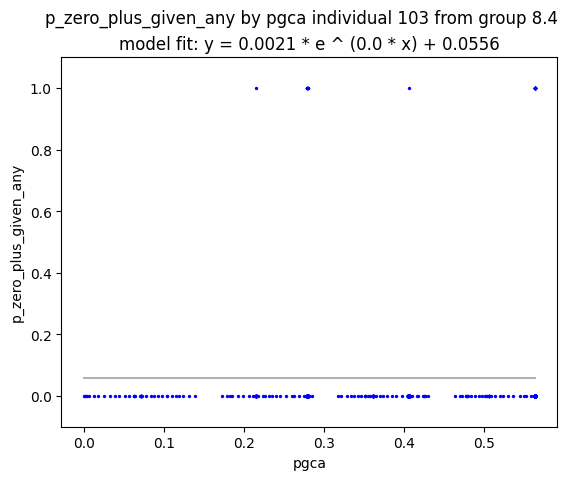 p_zero_plus_given_any by pgca individual 103 from group 8.4
model fit: y = 0.0021 * e ^ (0.0 * x) + 0.0556
1.0
0.8
0.6
0.4
0.2
0.0
p_zero_plus_given_any
0.0 0.1 0.2 0.3 0.4 0.5
pgca